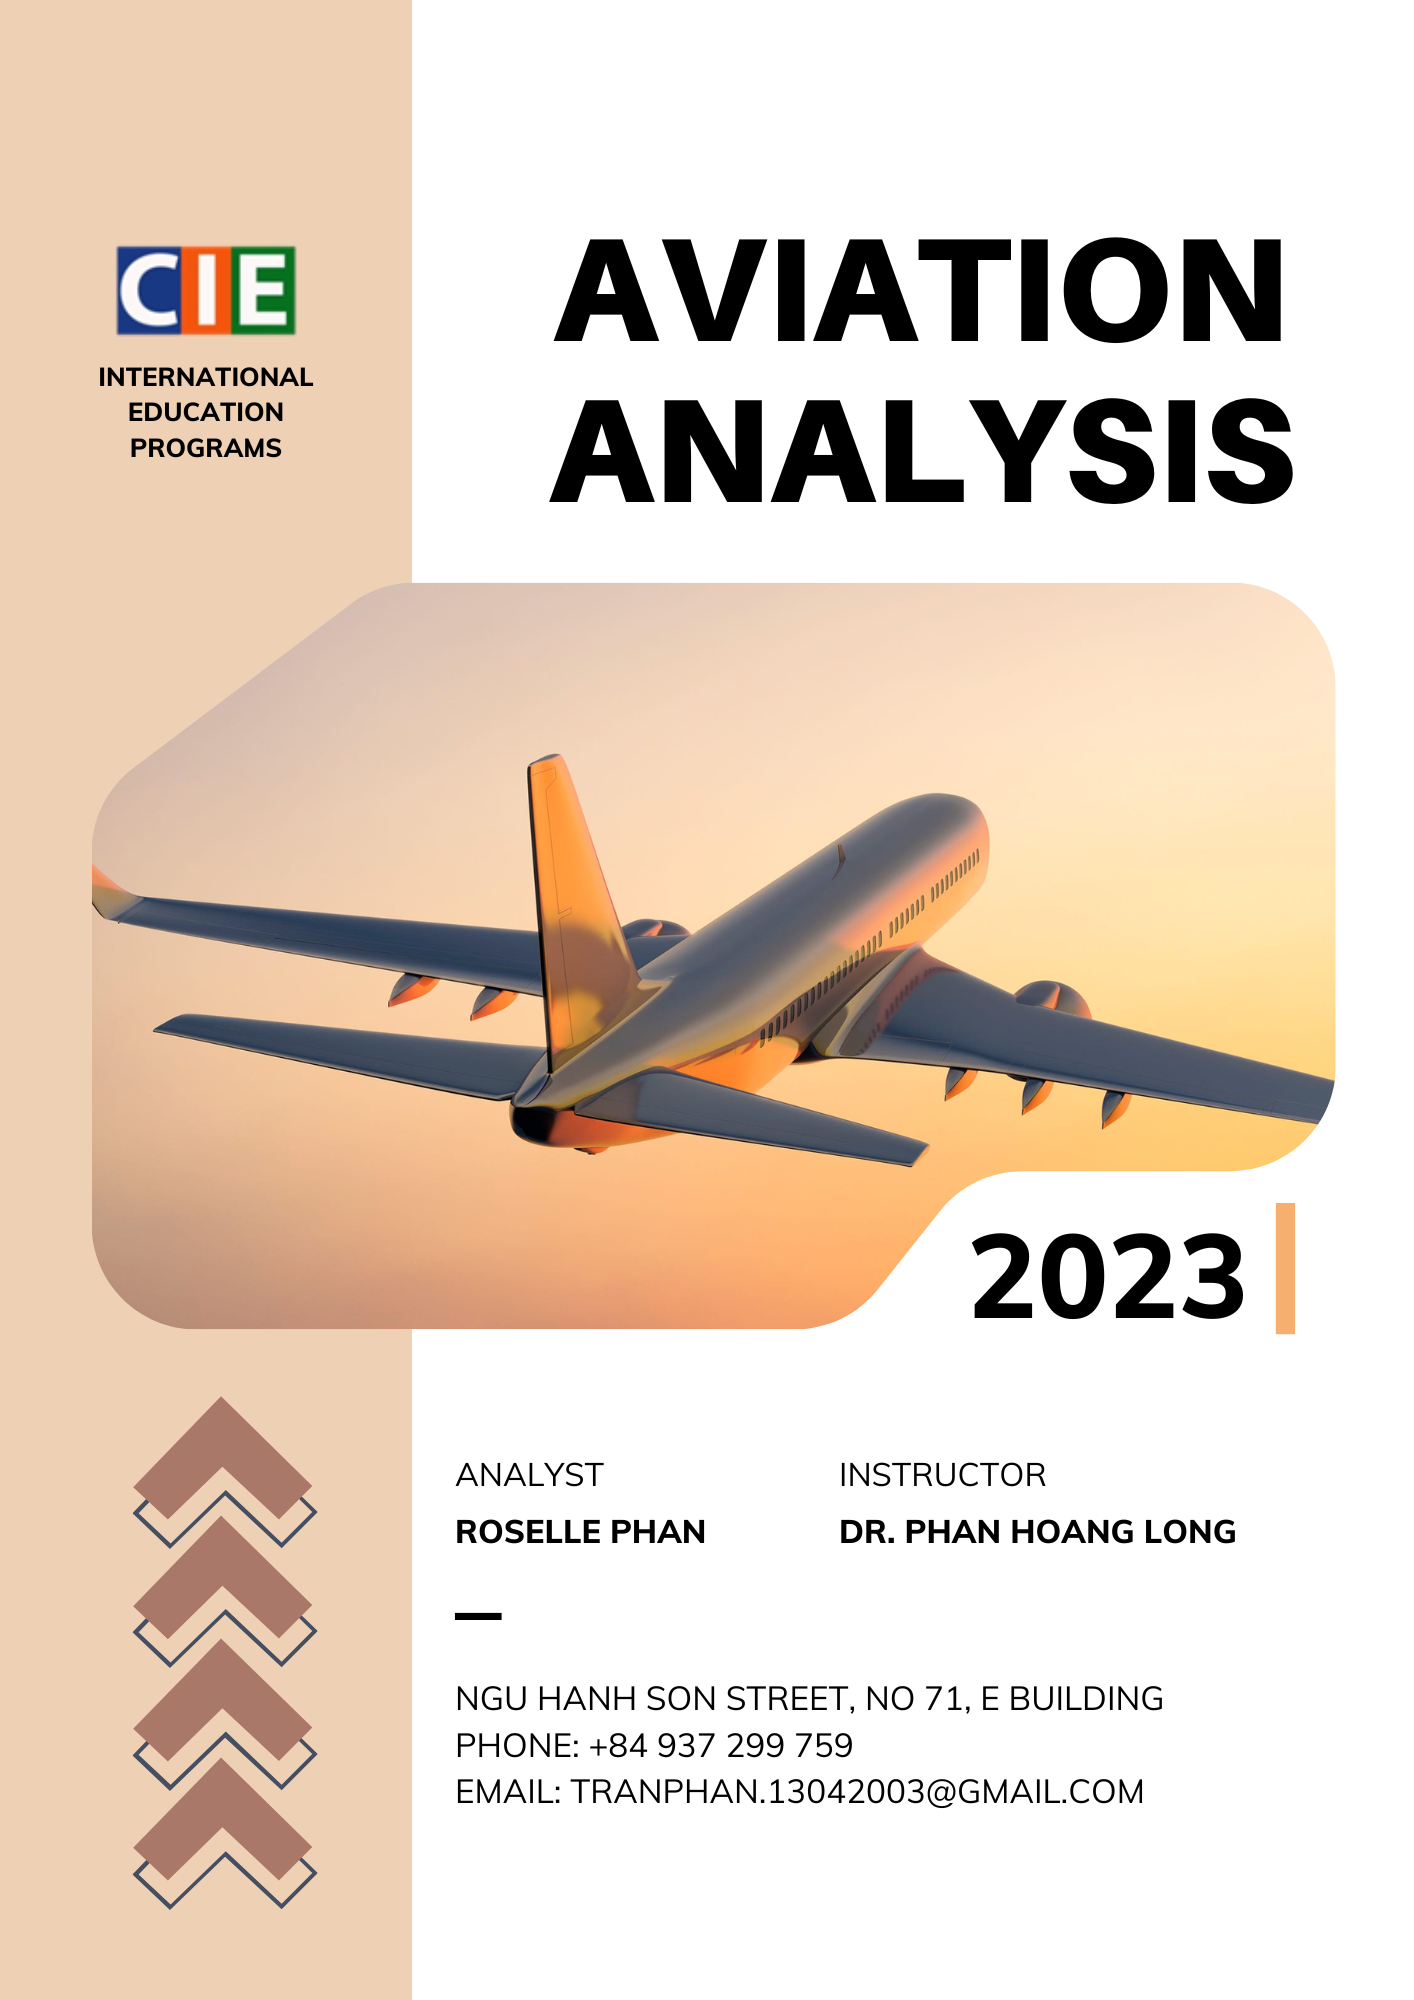 CIE
INTERNATIONAL
EDUCATION
PROGRAMS
AVIATION
ANALYSIS
2023
ANALYST
ROSELLE PHAN
INSTRUCTOR
DR. PHAN HOANG LONG
NGU HANH SON STREET, NO 71, E BUILDING
PHONE: +84 937 299 759
EMAIL: TRANPHAN.13042003@GMAIL.COM